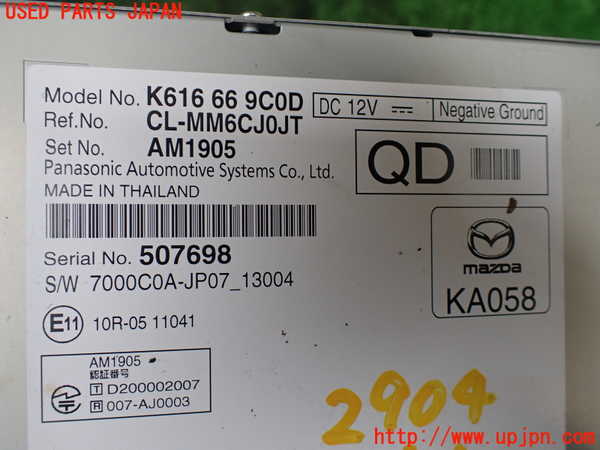 USED PARTS JAPAN
Model No. K616 66 9C0D
DC 12V
Negative Ground
Ref.No. CL-MM6CJ0JT
Set No. AM1905
QD
Panasonic Automotive Systems Co., Ltd.
MADE IN THAILAND
Serial No. 507698
mazda
S/W 7000C0A-JP07_13004
KA058
E11 10R-05 11041
AM1905
認証番号
T D200002007
R 007-AJ0003
2904
http://www.upjpn.com/